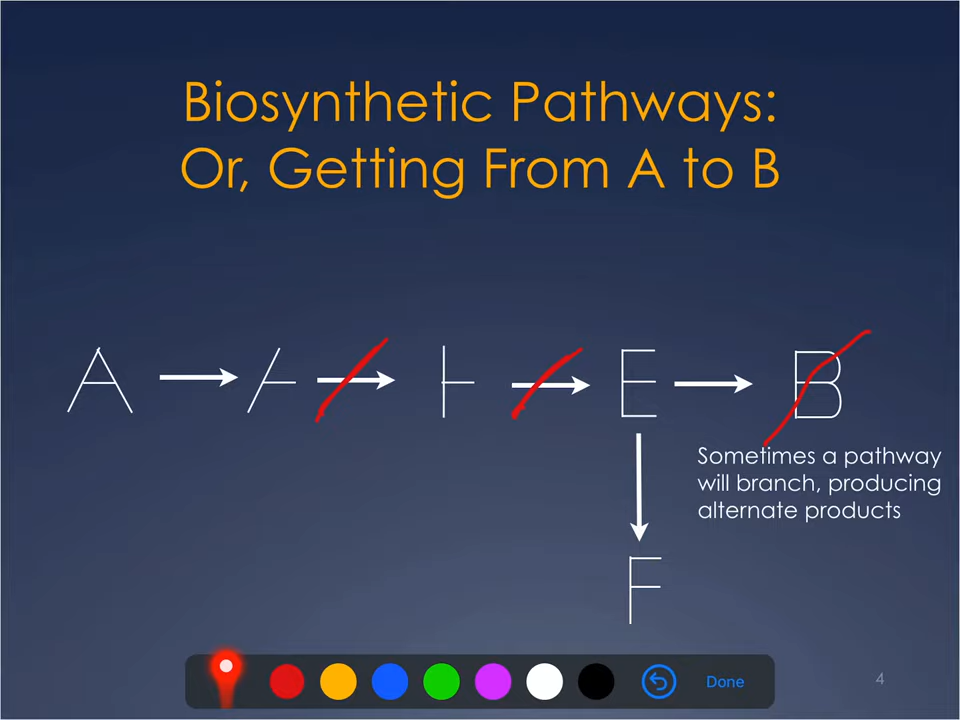 Biosynthetic Pathways:
Or, Getting From A to B
A
E
B
Sometimes a pathway
will branch, producing
alternate products
F
Done
4